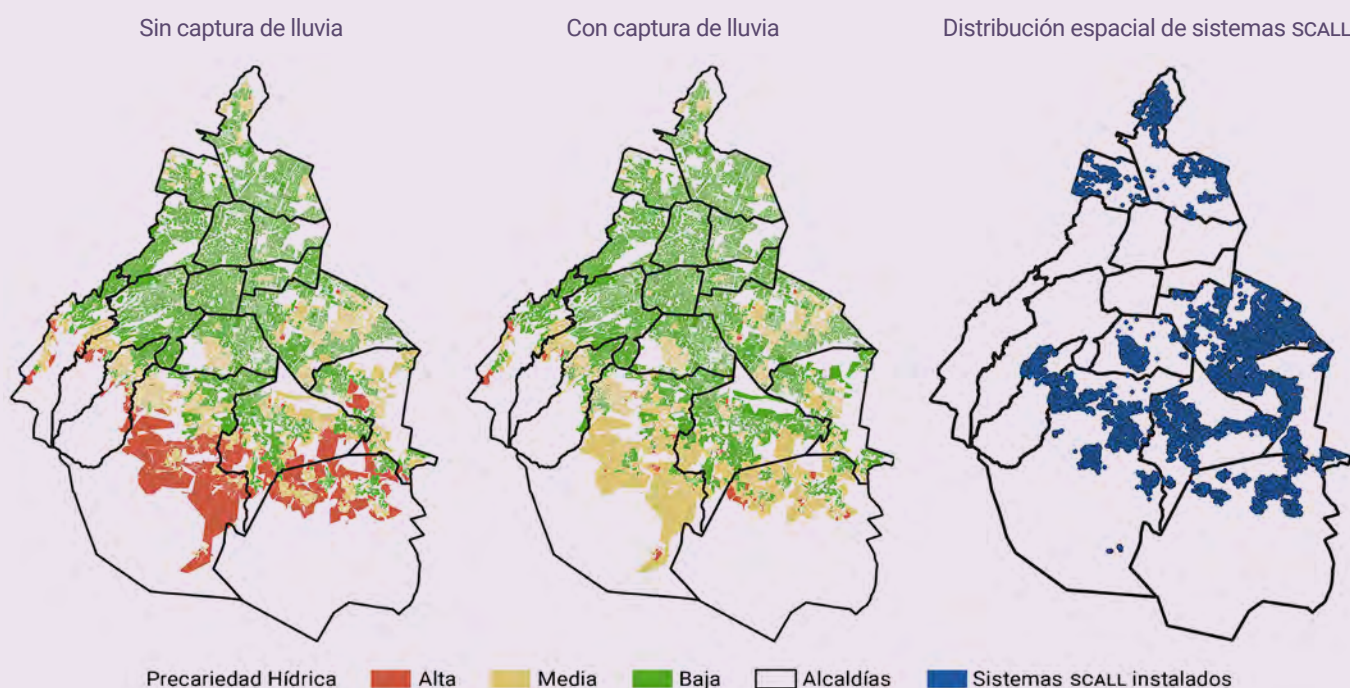 Sin captura de lluvia
Con captura de lluvia
Distribución espacial de sistemas SCALL
Precariedad Hídrica Alta Media Baja Alcaldías Sistemas SCALL instalados